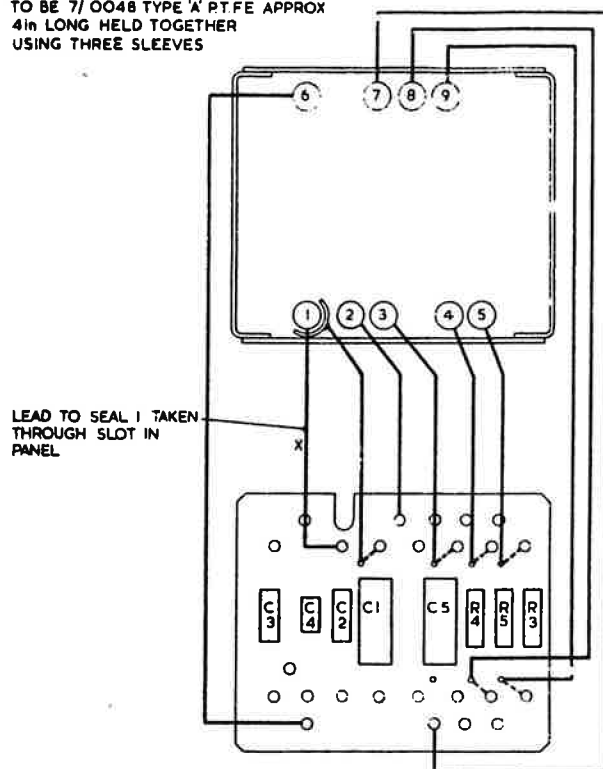 TO BE 7/ 0048 TYPE 'A' P.T.F.E APPROX
4in LONG HELD TOGETHER
USING THREE SLEEVES
6 7 8 9
1 2 3 4 5
LEAD TO SEAL 1 TAKEN
THROUGH SLOT IN
PANEL
X
C3 C4 C2 C1 C5 R4 R5 R3